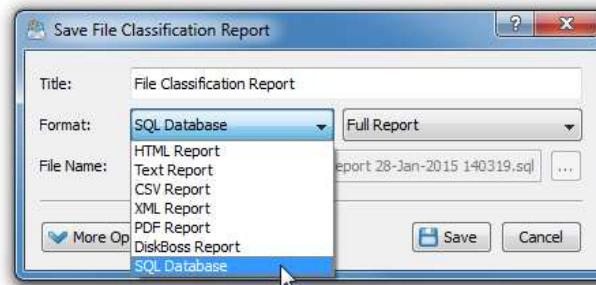 Save File Classification Report
Title: File Classification Report
Format: SQL Database Full Report
HTML Report
File Name: Text Report eport 28-Jan-2015 140319.sql ...
CSV Report
XML Report
PDF Report
More Op DiskBoss Report Save Cancel
SQL Database